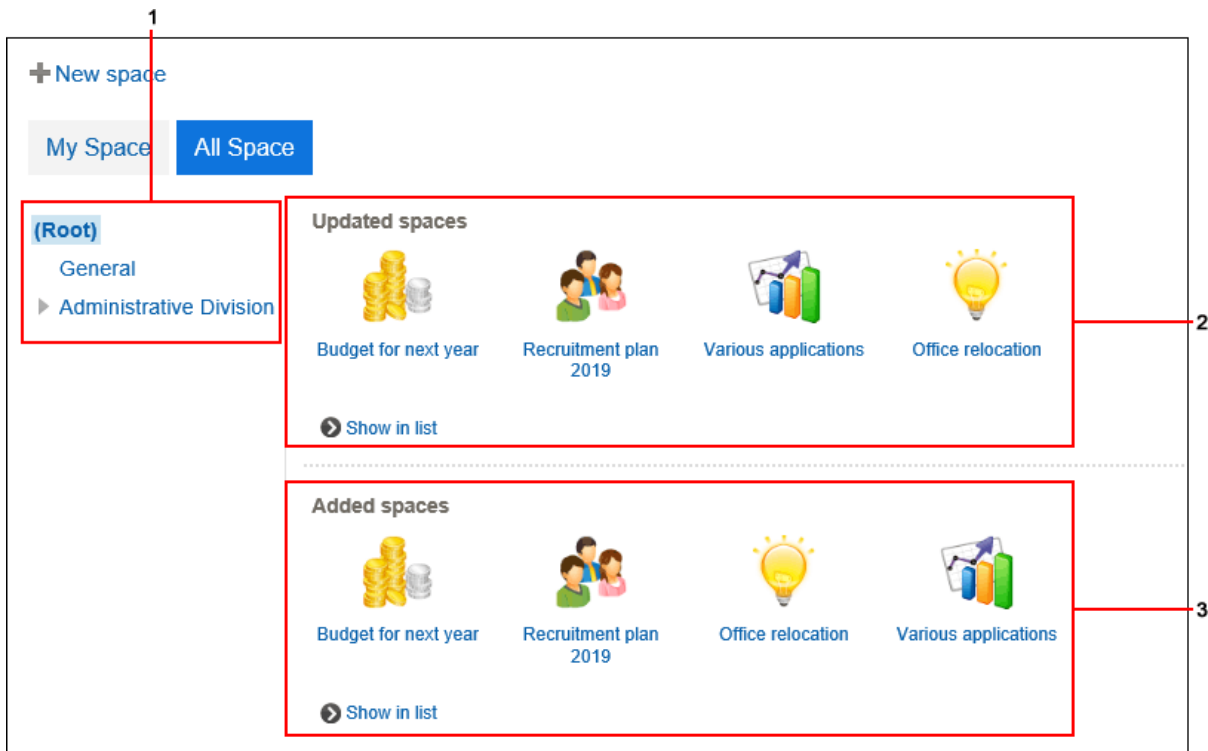 1
New space
My Space
All Space
(Root)
General
Administrative Division
Updated spaces
Budget for next year
Recruitment plan
2019
Various applications
Office relocation
Show in list
2
Added spaces
Budget for next year
Recruitment plan
2019
Office relocation
Various applications
Show in list
3